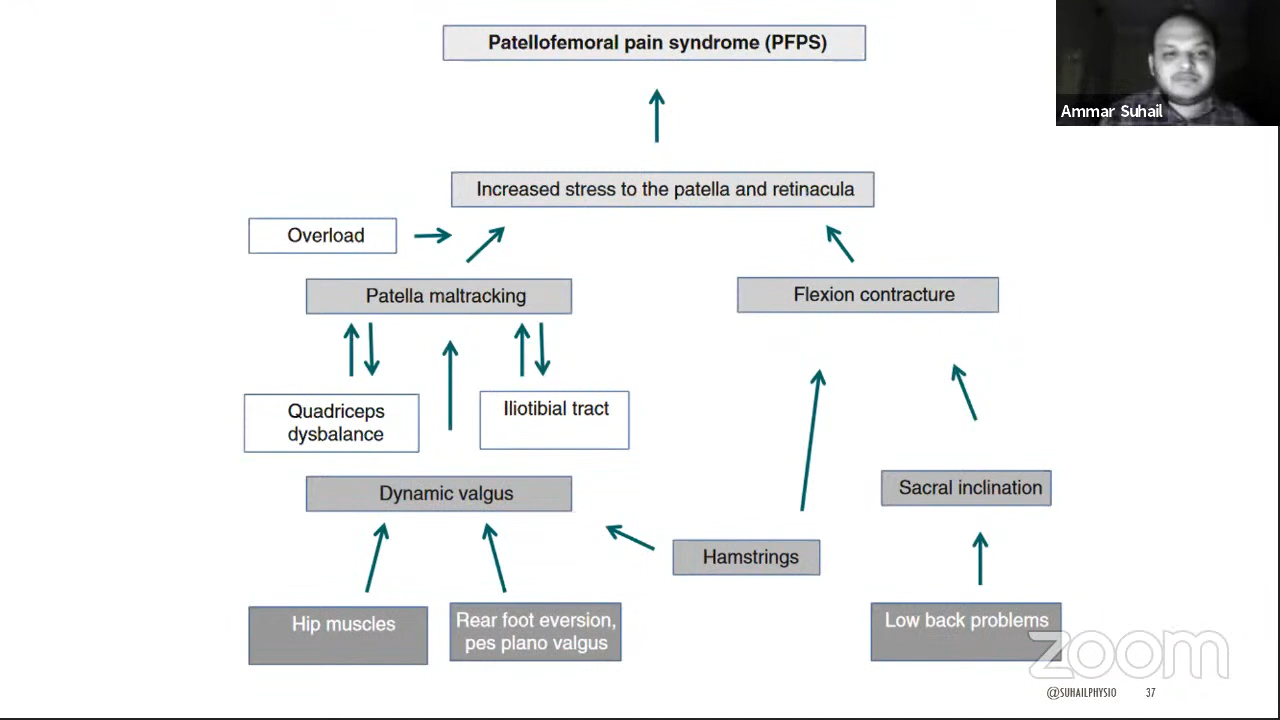 Patellofemoral pain syndrome (PFPS)
Ammar Suhail
Increased stress to the patella and retinacula
Overload
Patella maltracking
Flexion contracture
Quadriceps
dysbalance
Iliotibial tract
Dynamic valgus
Sacral inclination
Hamstrings
Hip muscles
Rear foot eversion,
pes plano valgus
Low back problems
zoom
@SUHAILPHYSIO 37